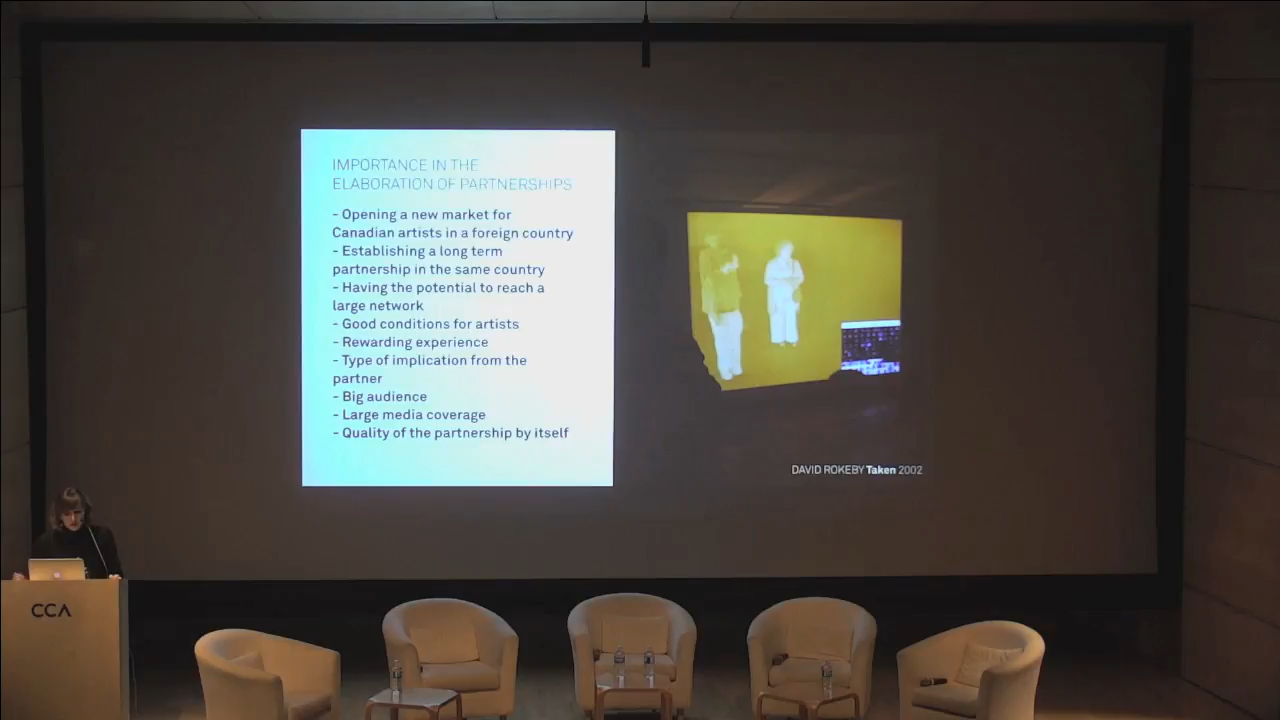 IMPORTANCE IN THE
ELABORATION OF PARTNERSHIPS
- Opening a new market for
Canadian artists in a foreign country
- Establishing a long term
partnership in the same country
- Having the potential to reach a
large network
- Good conditions for artists
- Rewarding experience
- Type of implication from the
partner
- Big audience
- Large media coverage
- Quality of the partnership by itself
DAVID ROKEBY Taken 2002
CCA